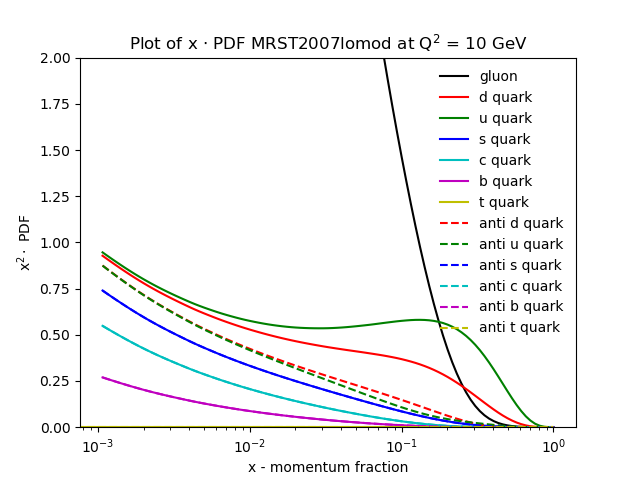 Plot of x · PDF MRST2007lomod at Q² = 10 GeV
x² · PDF
2.00
1.75
1.50
1.25
1.00
0.75
0.50
0.25
0.00
gluon
d quark
u quark
s quark
c quark
b quark
t quark
anti d quark
anti u quark
anti s quark
anti c quark
anti b quark
anti t quark
10⁻³ 10⁻² 10⁻¹ 10⁰
x - momentum fraction